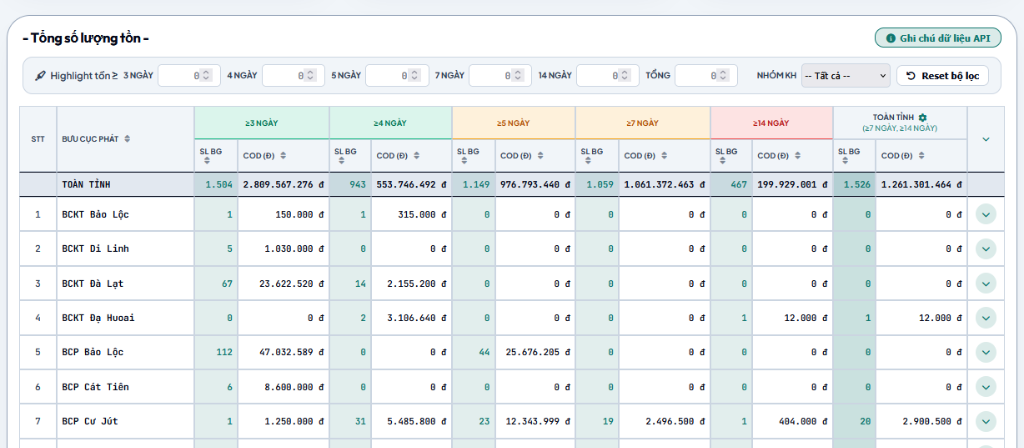 - Tổng số lượng tồn -
Ghi chú dữ liệu API
Highlight tồn ≥ 3 NGÀY 0 4 NGÀY 0 5 NGÀY 0 7 NGÀY 0 14 NGÀY 0 TỔNG 0 NHÓM KH -- Tất cả -- Reset bộ lọc
STT BƯU CỤC PHÁT ≥3 NGÀY ≥4 NGÀY ≥5 NGÀY ≥7 NGÀY ≥14 NGÀY TOÀN TỈNH
(≥7 NGÀY, ≥14 NGÀY)
SL BG COD (Đ) SL BG COD (Đ) SL BG COD (Đ) SL BG COD (Đ) SL BG COD (Đ) SL BG COD (Đ)
TOÀN TỈNH 1.504 2.809.567.276 đ 943 553.746.492 đ 1.149 976.793.440 đ 1.059 1.061.372.463 đ 467 199.929.001 đ 1.526 1.261.301.464 đ
1 BCKT Bảo Lộc 1 150.000 đ 1 315.000 đ 0 0 đ 0 0 đ 0 0 đ 0 0 đ
2 BCKT Di Linh 5 1.030.000 đ 0 0 đ 0 0 đ 0 0 đ 0 0 đ 0 0 đ
3 BCKT Đà Lạt 67 23.622.520 đ 14 2.155.200 đ 0 0 đ 0 0 đ 0 0 đ 0 0 đ
4 BCKT Đạ Huoai 0 0 đ 2 3.106.640 đ 0 0 đ 0 0 đ 1 12.000 đ 1 12.000 đ
5 BCP Bảo Lộc 112 47.032.589 đ 0 0 đ 44 25.676.205 đ 0 0 đ 0 0 đ 0 0 đ
6 BCP Cát Tiên 6 8.600.000 đ 0 0 đ 0 0 đ 0 0 đ 0 0 đ 0 0 đ
7 BCP Cư Jút 1 1.250.000 đ 31 5.485.800 đ 23 12.343.999 đ 19 2.496.500 đ 1 404.000 đ 20 2.900.500 đ